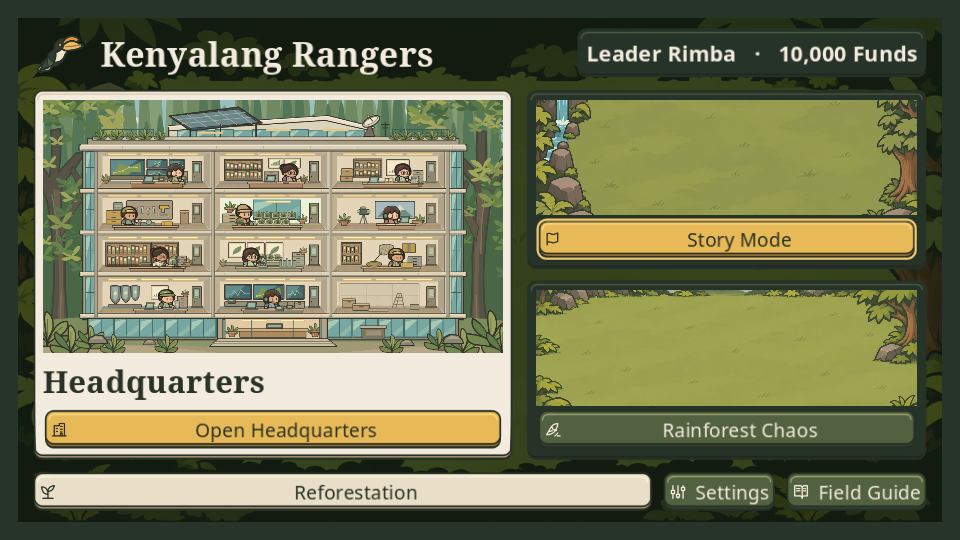 Kenyalang Rangers
Leader Rimba · 10,000 Funds
Headquarters
Open Headquarters
Story Mode
Rainforest Chaos
Reforestation
Settings
Field Guide